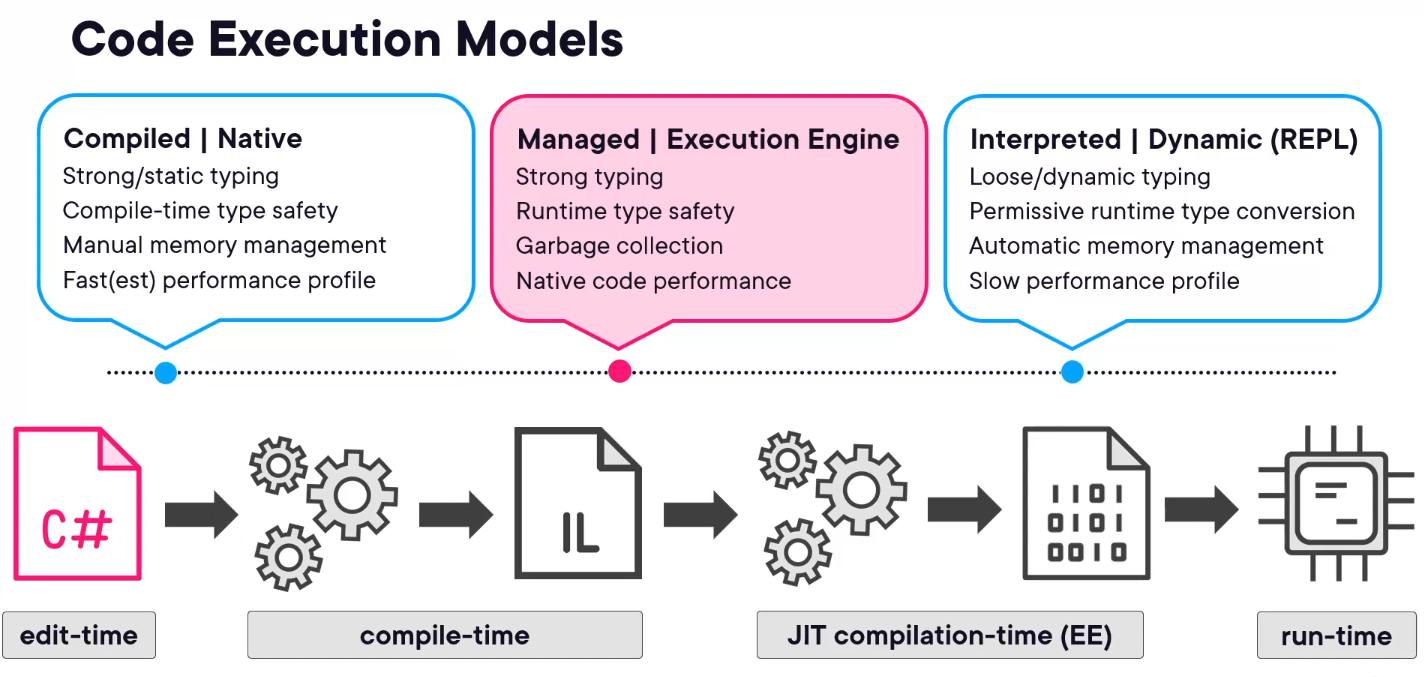 Code Execution Models
Compiled | Native
Strong/static typing
Compile-time type safety
Manual memory management
Fast(est) performance profile
Managed | Execution Engine
Strong typing
Runtime type safety
Garbage collection
Native code performance
Interpreted | Dynamic (REPL)
Loose/dynamic typing
Permissive runtime type conversion
Automatic memory management
Slow performance profile
C#
IL
1101
0101
0010
edit-time
compile-time
JIT compilation-time (EE)
run-time